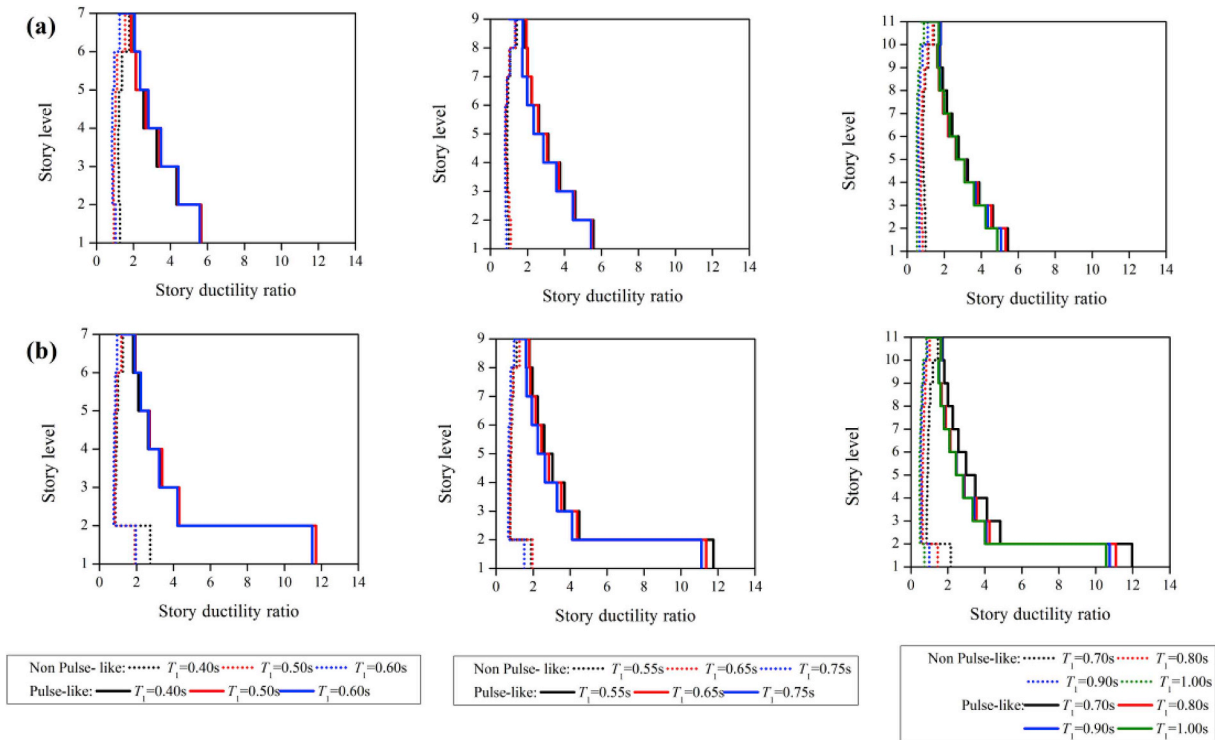 (a)
Story level
7
6
5
4
3
2
1
0 2 4 6 8 10 12 14
Story ductility ratio
Story level
9
8
7
6
5
4
3
2
1
0 2 4 6 8 10 12 14
Story ductility ratio
Story level
11
10
9
8
7
6
5
4
3
2
1
0 2 4 6 8 10 12 14
Story ductility ratio
(b)
Story level
7
6
5
4
3
2
1
0 2 4 6 8 10 12 14
Story ductility ratio
Story level
9
8
7
6
5
4
3
2
1
0 2 4 6 8 10 12 14
Story ductility ratio
Story level
11
10
9
8
7
6
5
4
3
2
1
0 2 4 6 8 10 12 14
Story ductility ratio
Non Pulse- like: T1=0.40s T1=0.50s T1=0.60s
Pulse-like: T1=0.40s T1=0.50s T1=0.60s
Non Pulse-like: T1=0.55s T1=0.65s T1=0.75s
Pulse-like: T1=0.55s T1=0.65s T1=0.75s
Non Pulse-like: T1=0.70s T1=0.80s
T1=0.90s T1=1.00s
Pulse-like: T1=0.70s T1=0.80s
T1=0.90s T1=1.00s